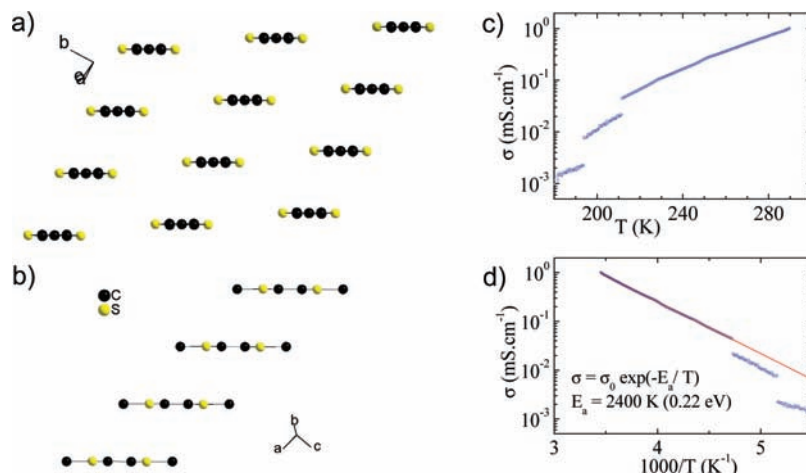 a)
b
c
a
b)
C
S
b
a
c
c)
σ (mS.cm⁻¹)
10⁰
10⁻¹
10⁻²
10⁻³
200
240
280
T (K)
d)
σ (mS.cm⁻¹)
10⁰
10⁻¹
10⁻²
10⁻³
σ = σ₀ exp(-Eₐ/ T)
Eₐ = 2400 K (0.22 eV)
3
4
5
1000/T (K⁻¹)